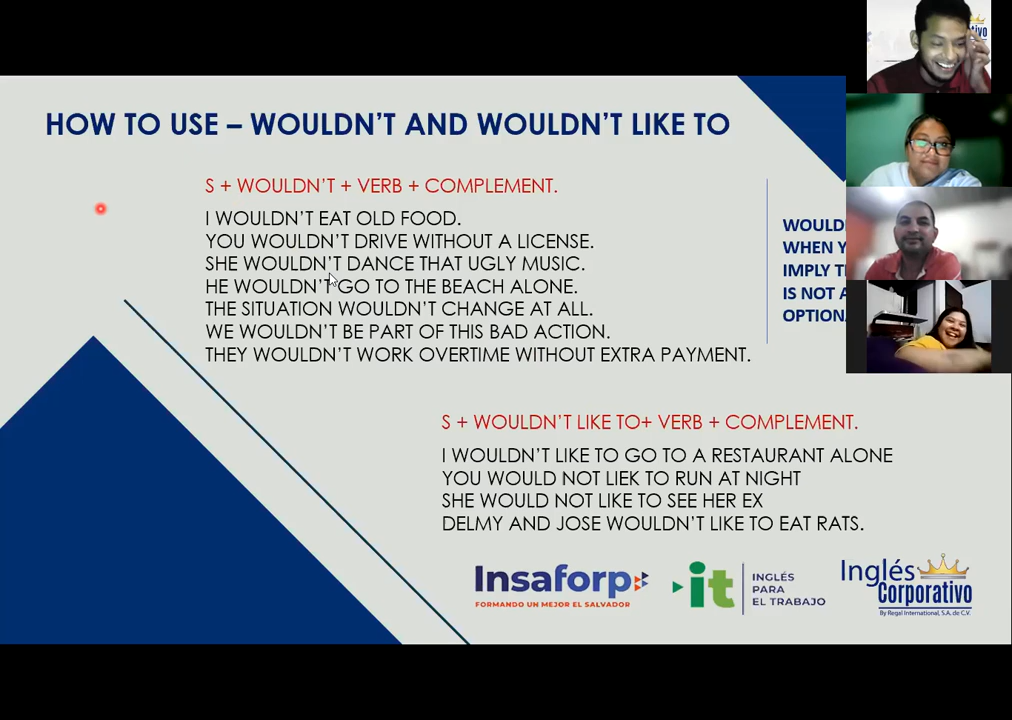 HOW TO USE – WOULDN'T AND WOULDN'T LIKE TO
S + WOULDN'T + VERB + COMPLEMENT.
I WOULDN'T EAT OLD FOOD.
YOU WOULDN'T DRIVE WITHOUT A LICENSE.
SHE WOULDN'T DANCE THAT UGLY MUSIC.
HE WOULDN'T GO TO THE BEACH ALONE.
THE SITUATION WOULDN'T CHANGE AT ALL.
WE WOULDN'T BE PART OF THIS BAD ACTION.
THEY WOULDN'T WORK OVERTIME WITHOUT EXTRA PAYMENT.
WHEN
IMPLY
IS NOT
S + WOULDN'T LIKE TO+ VERB + COMPLEMENT.
I WOULDN'T LIKE TO GO TO A RESTAURANT ALONE
YOU WOULD NOT LIEK TO RUN AT NIGHT
SHE WOULD NOT LIKE TO SEE HER EX
DELMY AND JOSE WOULDN'T LIKE TO EAT RATS.
Insaforp
FORMANDO UN MEJOR EL SALVADOR
it
INGLÉS
PARA
EL TRABAJO
Inglés
Corporativo
By Regal International, S.A. de C.V.